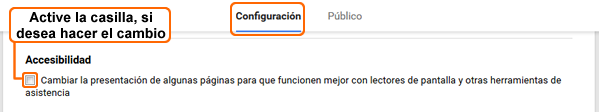 Active la casilla, si
desea hacer el cambio
Configuración
Público
Accesibilidad
Cambiar la presentación de algunas páginas para que funcionen mejor con lectores de pantalla y otras herramientas de
asistencia